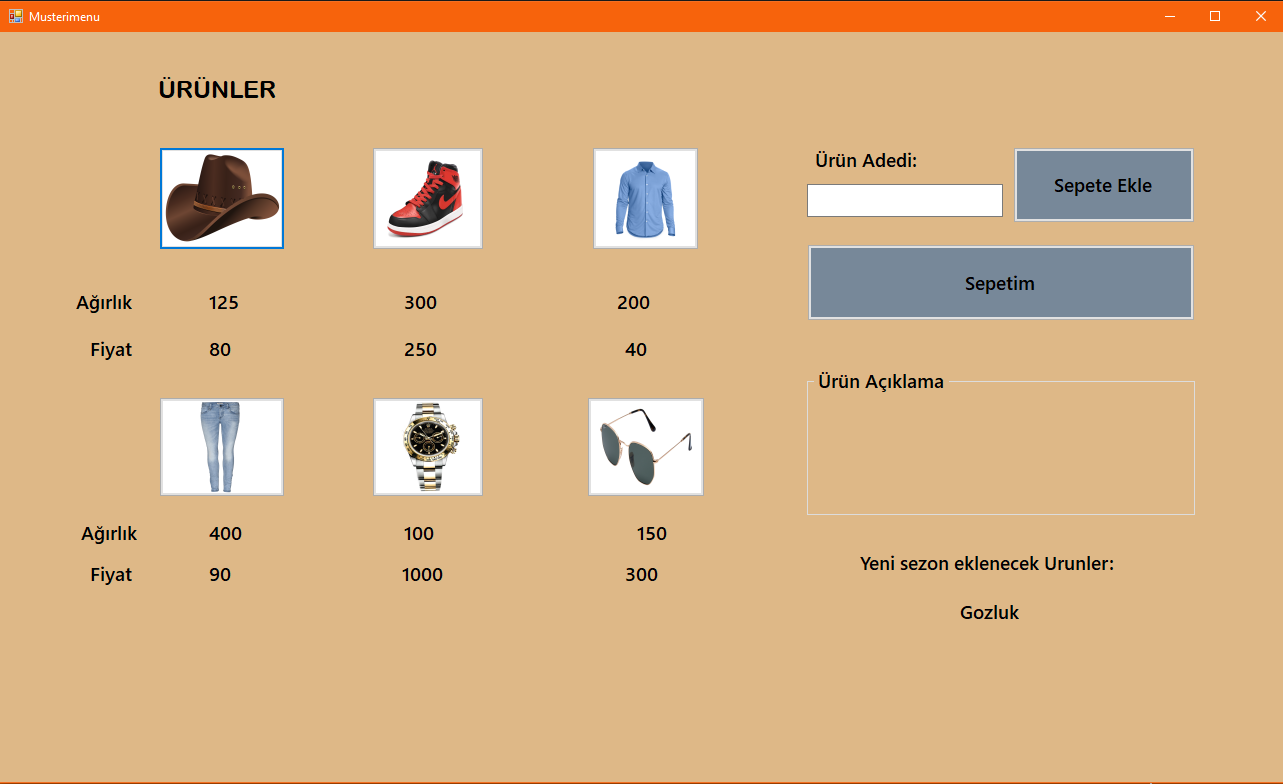 Musterimenu
ÜRÜNLER
Ağırlık 125 300 200
Fiyat 80 250 40
Ağırlık 400 100 150
Fiyat 90 1000 300
Ürün Adedi:
Sepete Ekle
Sepetim
Ürün Açıklama
Yeni sezon eklenecek Urunler:
Gozluk